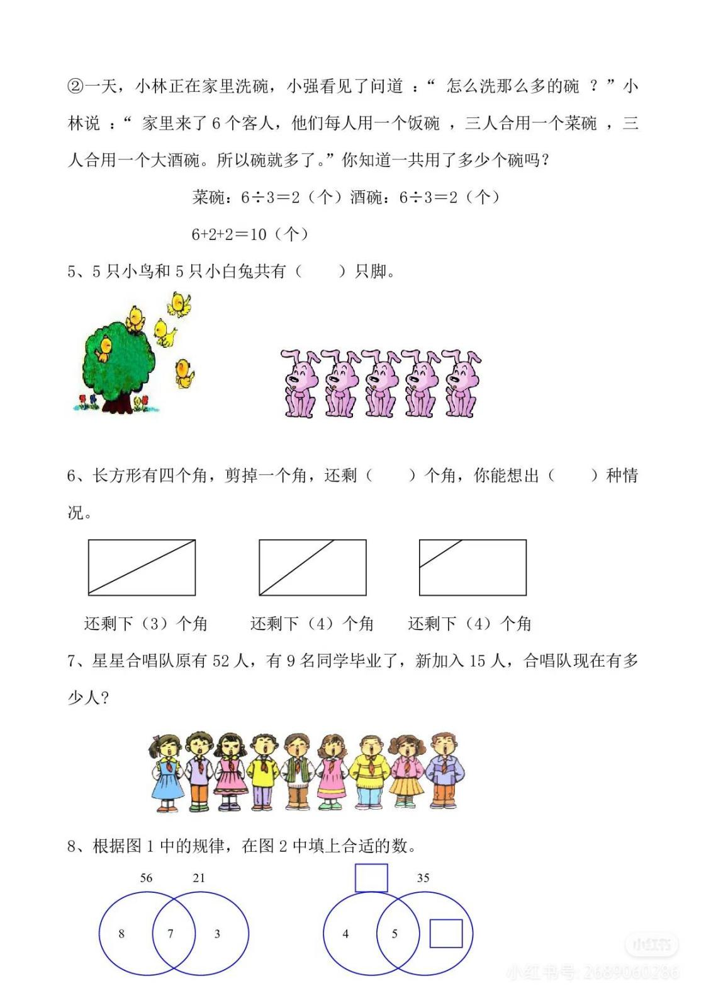 ②一天，小林正在家里洗碗，小强看见了问道 ：“ 怎么洗那么多的碗 ？”小
林说 ：“ 家里来了 6 个客人，他们每人用一个饭碗 ，三人合用一个菜碗 ，三
人合用一个大酒碗。所以碗就多了。”你知道一共用了多少个碗吗？
菜碗：6÷3＝2（个）酒碗：6÷3＝2（个）
6+2+2＝10（个）
5、5 只小鸟和 5 只小白兔共有（　　）只脚。
6、长方形有四个角，剪掉一个角，还剩（　　）个角，你能想出（　　）种情
况。
还剩下（3）个角　　还剩下（4）个角　　还剩下（4）个角
7、星星合唱队原有 52 人，有 9 名同学毕业了，新加入 15 人，合唱队现在有多
少人?
8、根据图 1 中的规律，在图 2 中填上合适的数。
56 21 35
8 7 3 4 5
小红书
小红书号: 2689060286